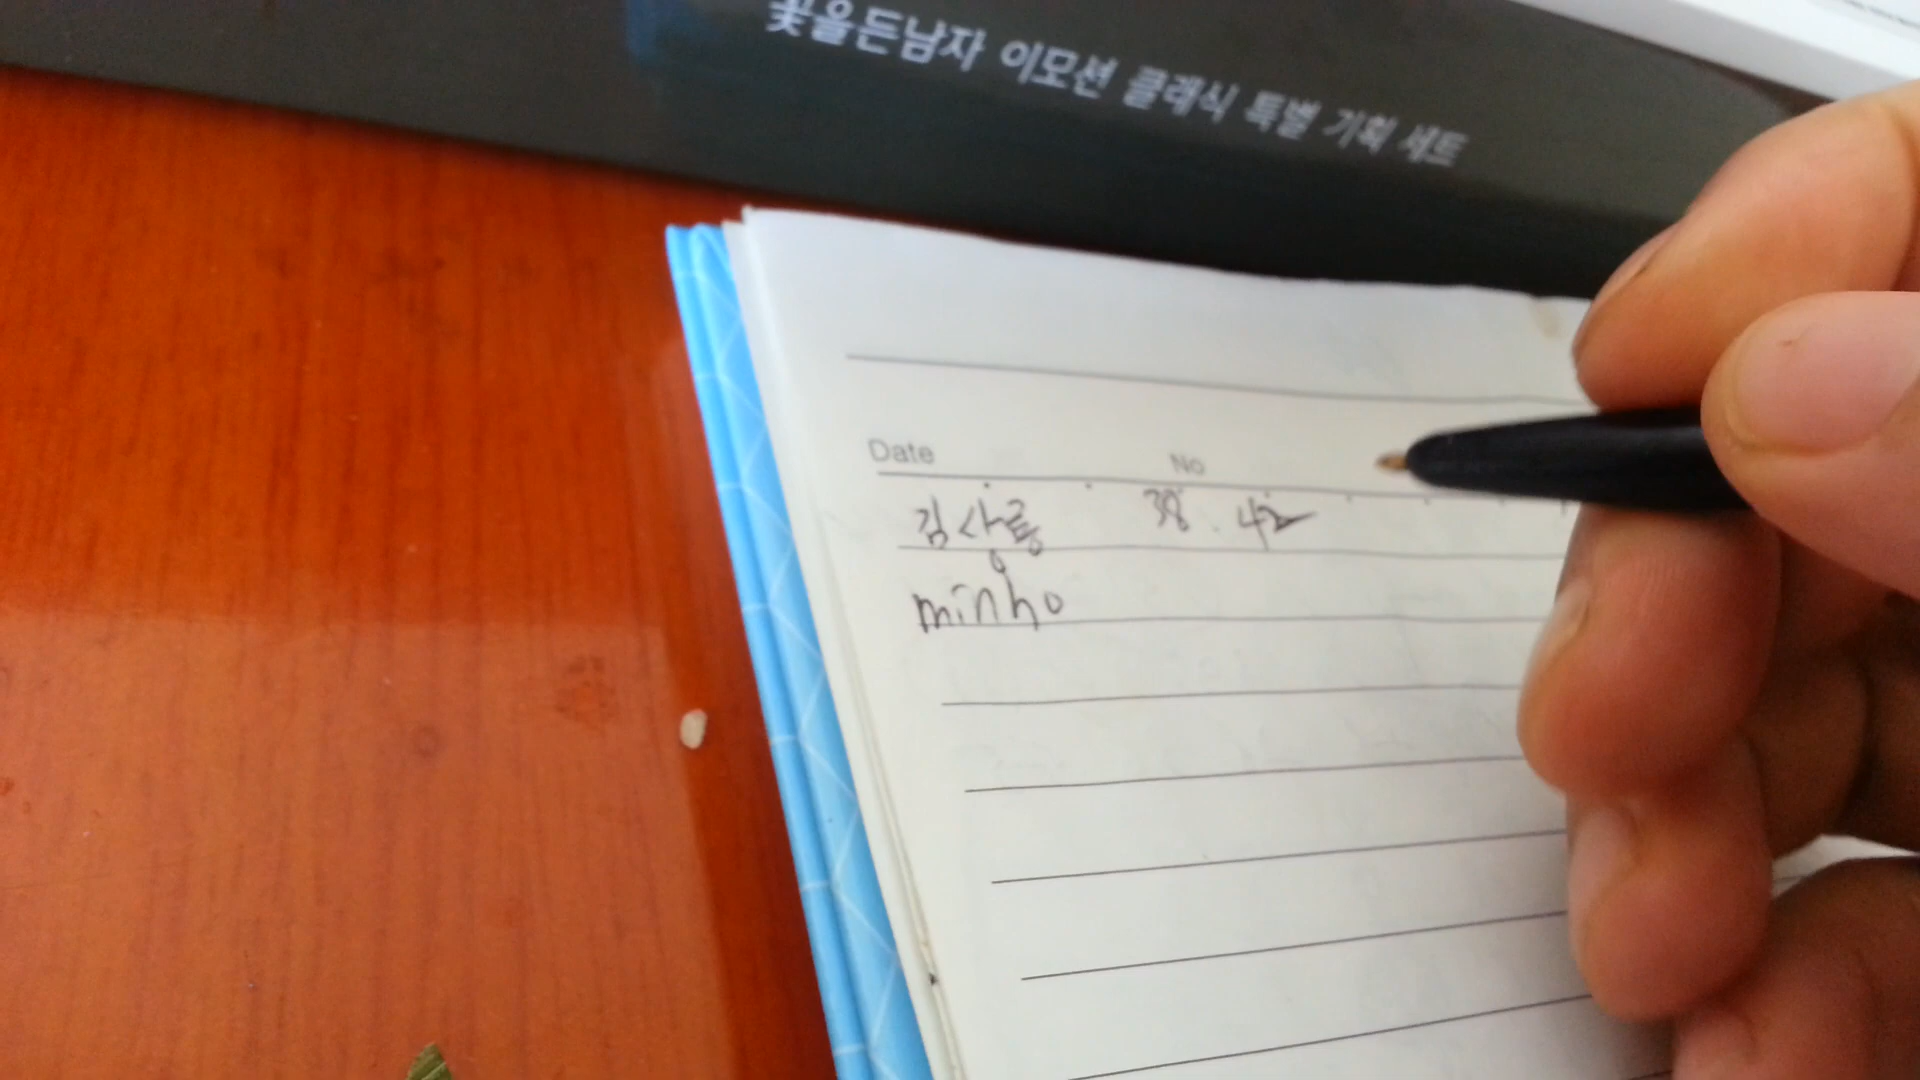 꽃을든남자 이모션 클래식 특별 기획 세트
Date No
김상룡 38. 42
minho